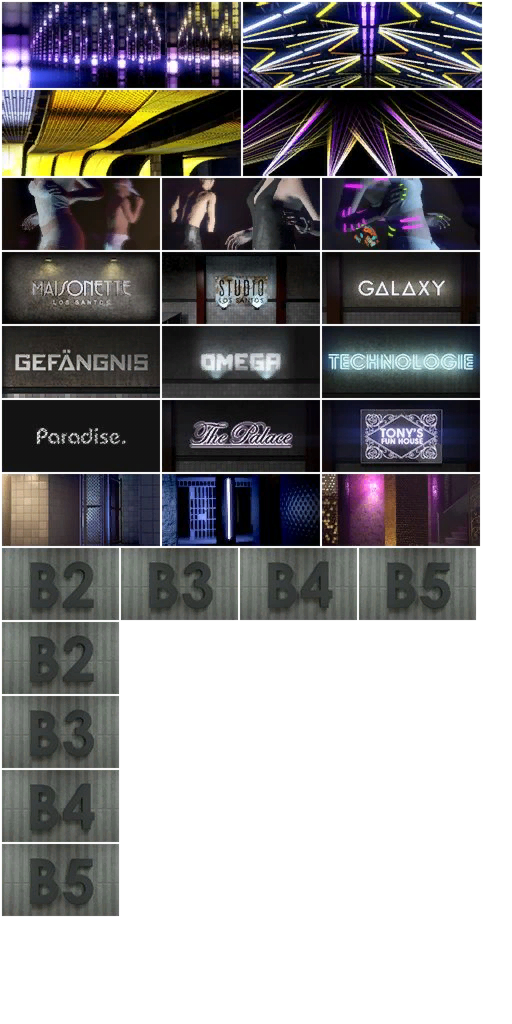 MAISONETTE
LOS SANTOS
STUDIO
LOS SANTOS
GALAXY
GEFÄNGNIS
OMEGA
TECHNOLOGIE
Paradise.
The Palace
TONY'S
FUN HOUSE
B2 B3 B4 B5
B2
B3
B4
B5